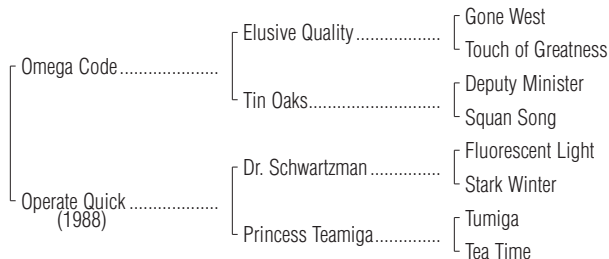 Gone West
Elusive Quality ..................
Touch of Greatness
Omega Code .....................
Deputy Minister
Tin Oaks............................
Squan Song
Fluorescent Light
Dr. Schwartzman ...............
Stark Winter
Operate Quick ...................
(1988)
Tumiga
Princess Teamiga..............
Tea Time